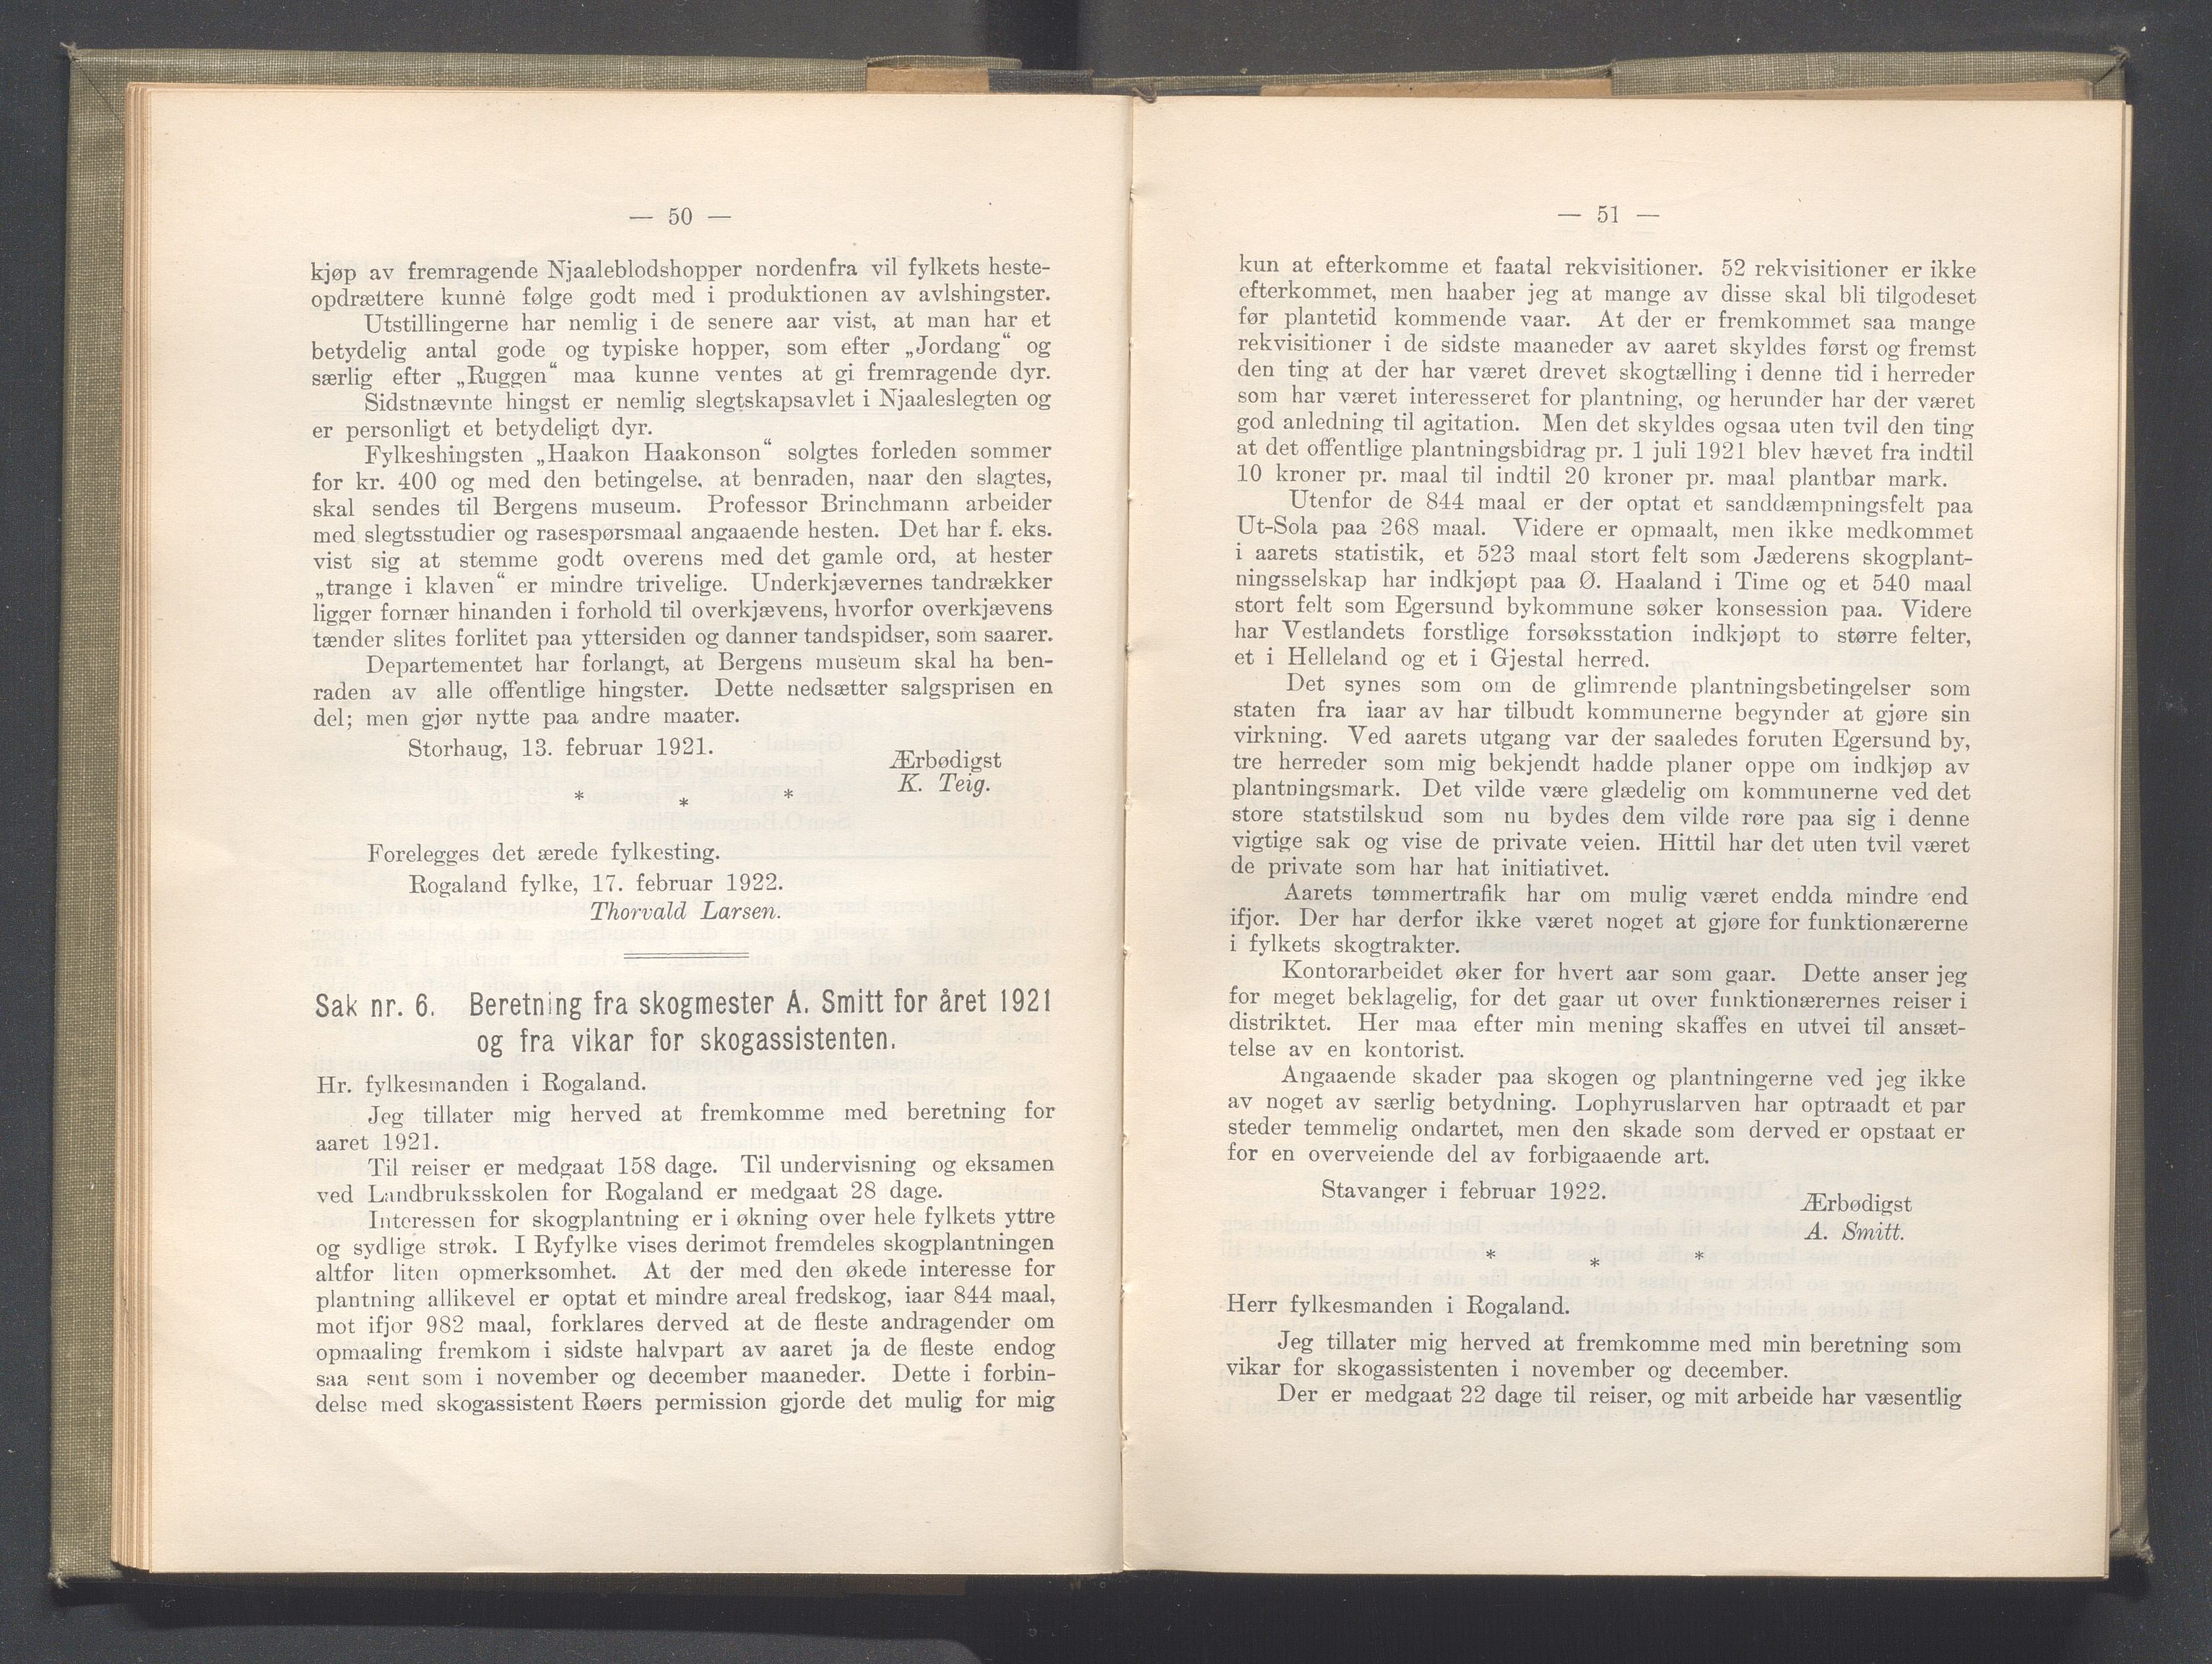 — 50 —
kjøp av fremragende Njaaleblodshopper nordenfra vil fylkets heste-
opdrættere kunne følge godt med i produktionen av avlshingster.
Utstillingerne har nemlig i de senere aar vist, at man har et
betydelig antal gode og typiske hopper, som efter „Jordang“ og
særlig efter „Ruggen“ maa kunne ventes at gi fremragende dyr.
Sidstnævnte hingst er nemlig slegtskapsavlet i Njaaleslegten og
er personligt et betydeligt dyr.
Fylkeshingsten „Haakon Haakonson“ solgtes forleden sommer
for kr. 400 og med den betingelse, at benraden, naar den slagtes,
skal sendes til Bergens museum. Professor Brinchmann arbeider
med slegtsstudier og rasespørsmaal angaaende hesten. Det har f. eks.
vist sig at stemme godt overens med det gamle ord, at hester
„trange i klaven“ er mindre trivelige. Underkjævernes tandrækker
ligger fornær hinanden i forhold til overkjævens, hvorfor overkjævens
tænder slites forlitet paa yttersiden og danner tandspidser, som saarer.
Departementet har forlangt, at Bergens museum skal ha ben-
raden av alle offentlige hingster. Dette nedsætter salgsprisen en
del; men gjør nytte paa andre maater.
Storhaug, 13. februar 1921.
Ærbødigst
K. Teig.
* * *
Forelegges det ærede fylkesting.
Rogaland fylke, 17. februar 1922.
Thorvald Larsen.
Sak nr. 6. Beretning fra skogmester A. Smitt for året 1921
og fra vikar for skogassistenten.
Hr. fylkesmanden i Rogaland.
Jeg tillater mig herved at fremkomme med beretning for
aaret 1921.
Til reiser er medgaat 158 dage. Til undervisning og eksamen
ved Landbruksskolen for Rogaland er medgaat 28 dage.
Interessen for skogplantning er i økning over hele fylkets yttre
og sydlige strøk. I Ryfylke vises derimot fremdeles skogplantningen
altfor liten opmerksomhet. At der med den økede interesse for
plantning allikevel er optat et mindre areal fredskog, iaar 844 maal,
mot ifjor 982 maal, forklares derved at de fleste andragender om
opmaaling fremkom i sidste halvpart av aaret ja de fleste endog
saa sent som i november og december maaneder. Dette i forbin-
delse med skogassistent Røers permission gjorde det mulig for mig
— 51 —
kun at efterkomme et faatal rekvisitioner. 52 rekvisitioner er ikke
efterkommet, men haaber jeg at mange av disse skal bli tilgodeset
før plantetid kommende vaar. At der er fremkommet saa mange
rekvisitioner i de sidste maaneder av aaret skyldes først og fremst
den ting at der har været drevet skogtælling i denne tid i herreder
som har været interesseret for plantning, og herunder har der været
god anledning til agitation. Men det skyldes ogsaa uten tvil den ting
at det offentlige plantningsbidrag pr. 1 juli 1921 blev hævet fra indtil
10 kroner pr. maal til indtil 20 kroner pr. maal plantbar mark.
Utenfor de 844 maal er der optat et sanddæmpningsfelt paa
Ut-Sola paa 268 maal. Videre er opmaalt, men ikke medkommet
i aarets statistik, et 523 maal stort felt som Jæderens skogplant-
ningsselskap har indkjøpt paa Ø. Haaland i Time og et 540 maal
stort felt som Egersund bykommune søker konsession paa. Videre
har Vestlandets forstlige forsøksstation indkjøpt to større felter,
et i Helleland og et i Gjestal herred.
Det synes som om de glimrende plantningsbetingelser som
staten fra iaar av har tilbudt kommunerne begynder at gjøre sin
virkning. Ved aarets utgang var der saaledes foruten Egersund by,
tre herreder som mig bekjendt hadde planer oppe om indkjøp av
plantningsmark. Det vilde være glædelig om kommunerne ved det
store statstilskud som nu bydes dem vilde røre paa sig i denne
vigtige sak og vise de private veien. Hittil har det uten tvil været
de private som har hat initiativet.
Aarets tømmertrafik har om mulig været endda mindre end
ifjor. Der har derfor ikke været noget at gjøre for funktionærerne
i fylkets skogtrakter.
Kontorarbeidet øker for hvert aar som gaar. Dette anser jeg
for meget beklagelig, for det gaar ut over funktionærernes reiser i
distriktet. Her maa efter min mening skaffes en utvei til ansæt-
telse av en kontorist.
Angaaende skader paa skogen og plantningerne ved jeg ikke
av noget av særlig betydning. Lophyruslarven har optraadt et par
steder temmelig ondartet, men den skade som derved er opstaat er
for en overveiende del av forbigaaende art.
Stavanger i februar 1922.
Ærbødigst
A. Smitt.
* * *
Herr fylkesmanden i Rogaland.
Jeg tillater mig herved at fremkomme med min beretning som
vikar for skogassistenten i november og december.
Der er medgaat 22 dage til reiser, og mit arbeide har væsentlig